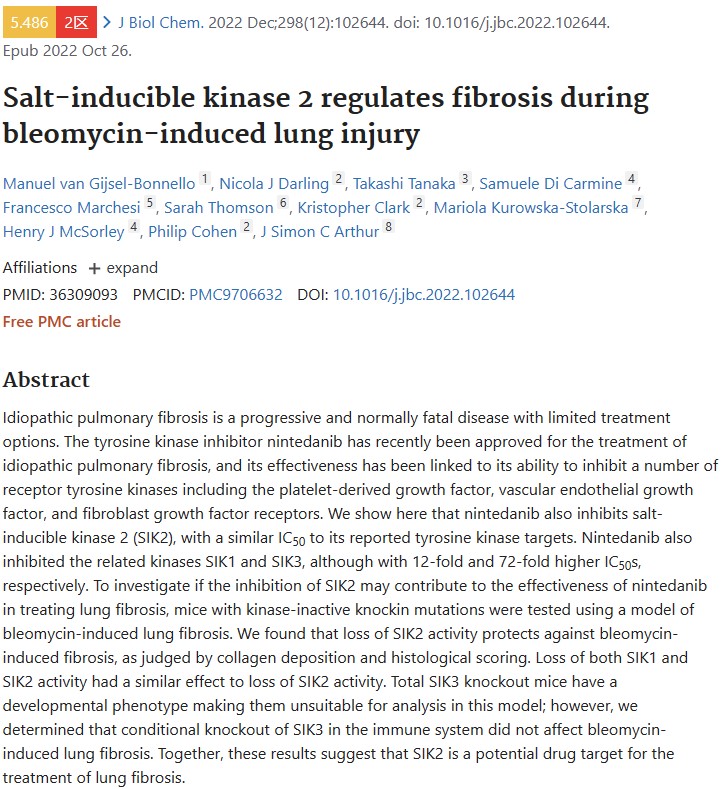 5.486 2区 > J Biol Chem. 2022 Dec;298(12):102644. doi: 10.1016/j.jbc.2022.102644.
Epub 2022 Oct 26.
Salt-inducible kinase 2 regulates fibrosis during
bleomycin-induced lung injury
Manuel van Gijsel-Bonnello 1, Nicola J Darling 2, Takashi Tanaka 3, Samuele Di Carmine 4,
Francesco Marchesi 5, Sarah Thomson 6, Kristopher Clark 2, Mariola Kurowska-Stolarska 7,
Henry J McSorley 4, Philip Cohen 2, J Simon C Arthur 8
Affiliations + expand
PMID: 36309093 PMCID: PMC9706632 DOI: 10.1016/j.jbc.2022.102644
Free PMC article
Abstract
Idiopathic pulmonary fibrosis is a progressive and normally fatal disease with limited treatment
options. The tyrosine kinase inhibitor nintedanib has recently been approved for the treatment of
idiopathic pulmonary fibrosis, and its effectiveness has been linked to its ability to inhibit a number of
receptor tyrosine kinases including the platelet-derived growth factor, vascular endothelial growth
factor, and fibroblast growth factor receptors. We show here that nintedanib also inhibits salt-
inducible kinase 2 (SIK2), with a similar IC50 to its reported tyrosine kinase targets. Nintedanib also
inhibited the related kinases SIK1 and SIK3, although with 12-fold and 72-fold higher IC50s,
respectively. To investigate if the inhibition of SIK2 may contribute to the effectiveness of nintedanib
in treating lung fibrosis, mice with kinase-inactive knockin mutations were tested using a model of
bleomycin-induced lung fibrosis. We found that loss of SIK2 activity protects against bleomycin-
induced fibrosis, as judged by collagen deposition and histological scoring. Loss of both SIK1 and
SIK2 activity had a similar effect to loss of SIK2 activity. Total SIK3 knockout mice have a
developmental phenotype making them unsuitable for analysis in this model; however, we
determined that conditional knockout of SIK3 in the immune system did not affect bleomycin-
induced lung fibrosis. Together, these results suggest that SIK2 is a potential drug target for the
treatment of lung fibrosis.